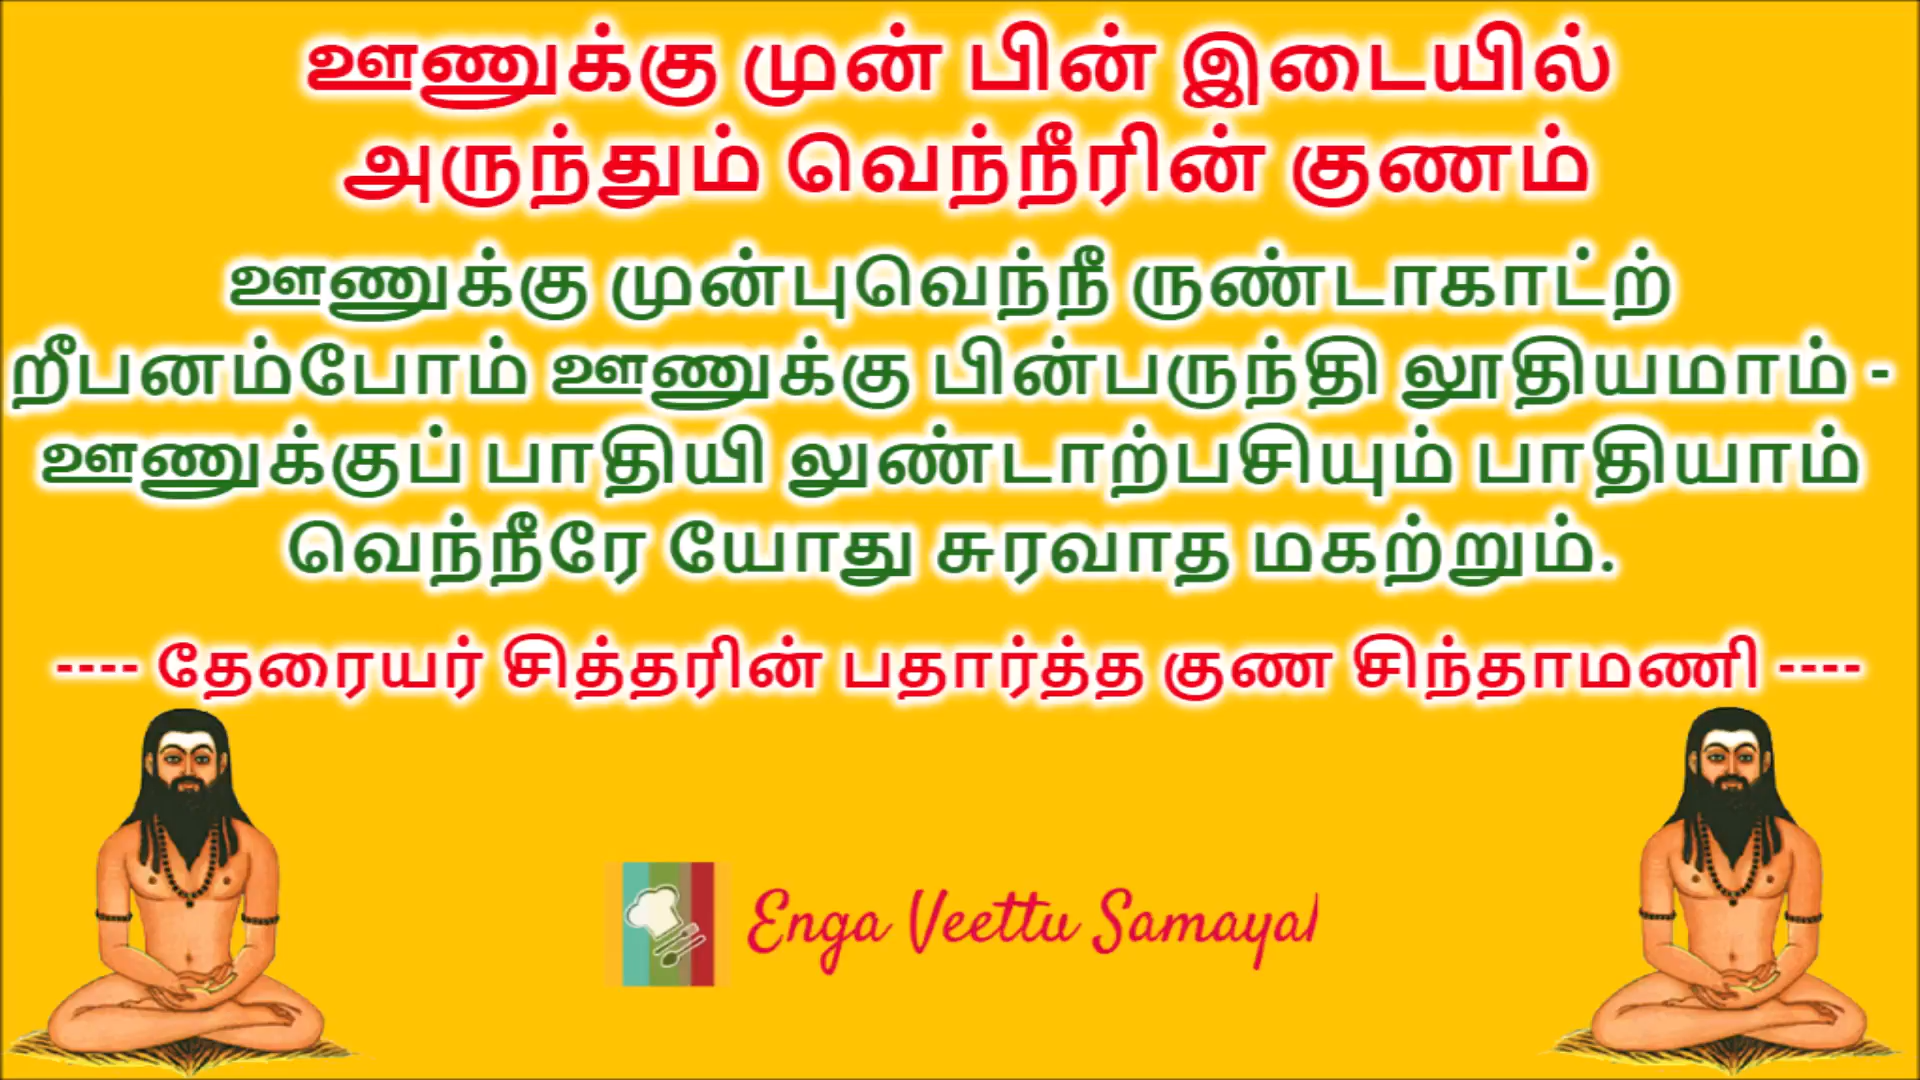 ஊணுக்கு முன் பின் இடையில்
அருந்தும் வெந்நீரின் குணம்
ஊணுக்கு முன்புவெந்நீ ருண்டாகாட்ற்
றீபனம்போம் ஊணுக்கு பின்பருந்தி லூதியமாம் -
ஊணுக்குப் பாதியி லுண்டாற்பசியும் பாதியாம்
வெந்நீரே யோது சுரவாத மகற்றும்.
---- தேரையர் சித்தரின் பதார்த்த குண சிந்தாமணி ----
Enga Veettu Samayal